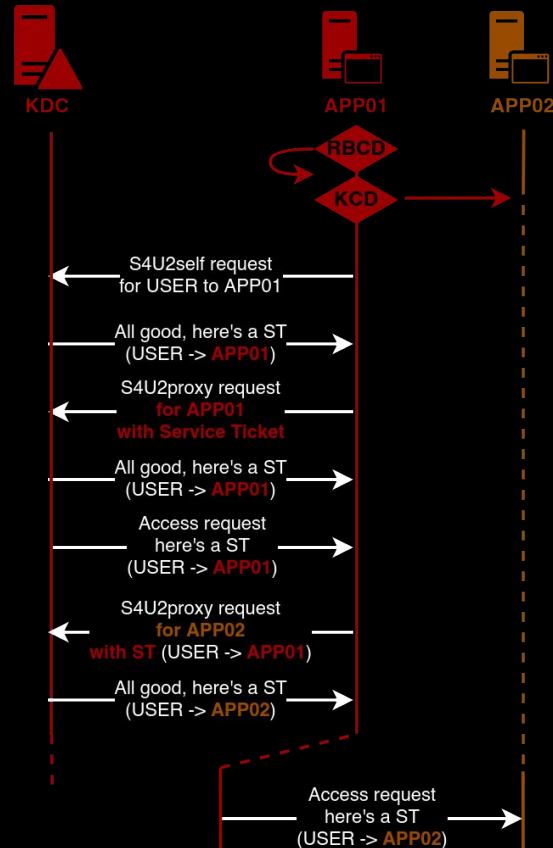 KDC
APP01
APP02
RBCD
KCD
S4U2self request
for USER to APP01
All good, here's a ST
(USER -> APP01)
S4U2proxy request
for APP01
with Service Ticket
All good, here's a ST
(USER -> APP01)
Access request
here's a ST
(USER -> APP01)
S4U2proxy request
for APP02
with ST (USER -> APP01)
All good, here's a ST
(USER -> APP02)
Access request
here's a ST
(USER -> APP02)